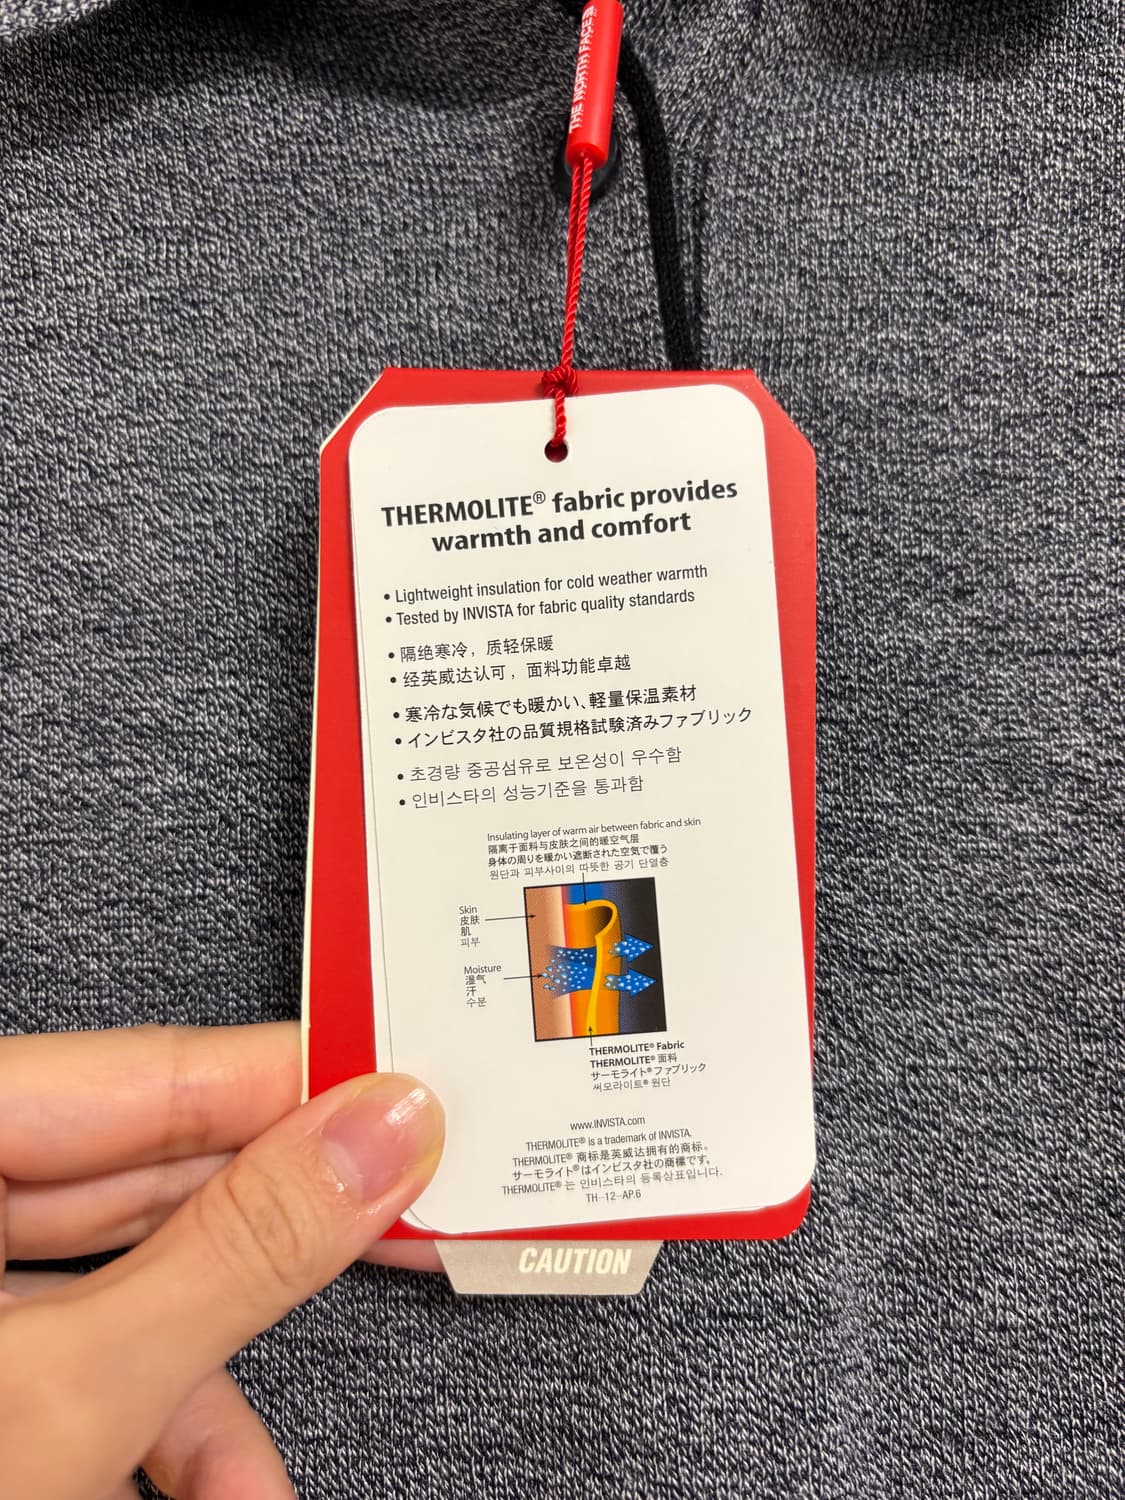 THE NORTH FACE
THERMOLITE® fabric provides
warmth and comfort
• Lightweight insulation for cold weather warmth
• Tested by INVISTA for fabric quality standards
• 隔绝寒冷，质轻保暖
• 经英威达认可，面料功能卓越
• 寒冷な気候でも暖かい、軽量保温素材
• インビスタ社の品質規格試験済みファブリック
• 초경량 중공섬유로 보온성이 우수함
• 인비스타의 성능기준을 통과함
Insulating layer of warm air between fabric and skin
隔离于面料与皮肤之间的暖空气层
身体の周りを暖かい遮断された空気で覆う
원단과 피부사이의 따뜻한 공기 단열층
Skin
皮肤
肌
피부
Moisture
湿气
汗
수분
THERMOLITE® Fabric
THERMOLITE® 面料
サーモライト® ファブリック
써모라이트® 원단
www.INVISTA.com
THERMOLITE® is a trademark of INVISTA.
THERMOLITE® 商标是英威达拥有的商标。
サーモライト®はインビスタ社の商標です。
THERMOLITE® 는 인비스타의 등록상표입니다.
TH-12-AP.6
CAUTION